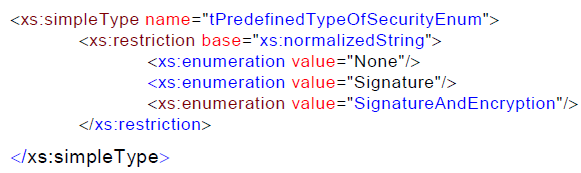 <xs:simpleType name="tPredefinedTypeOfSecurityEnum">
<xs:restriction base="xs:normalizedString">
<xs:enumeration value="None"/>
<xs:enumeration value="Signature"/>
<xs:enumeration value="SignatureAndEncryption"/>
</xs:restriction>
</xs:simpleType>